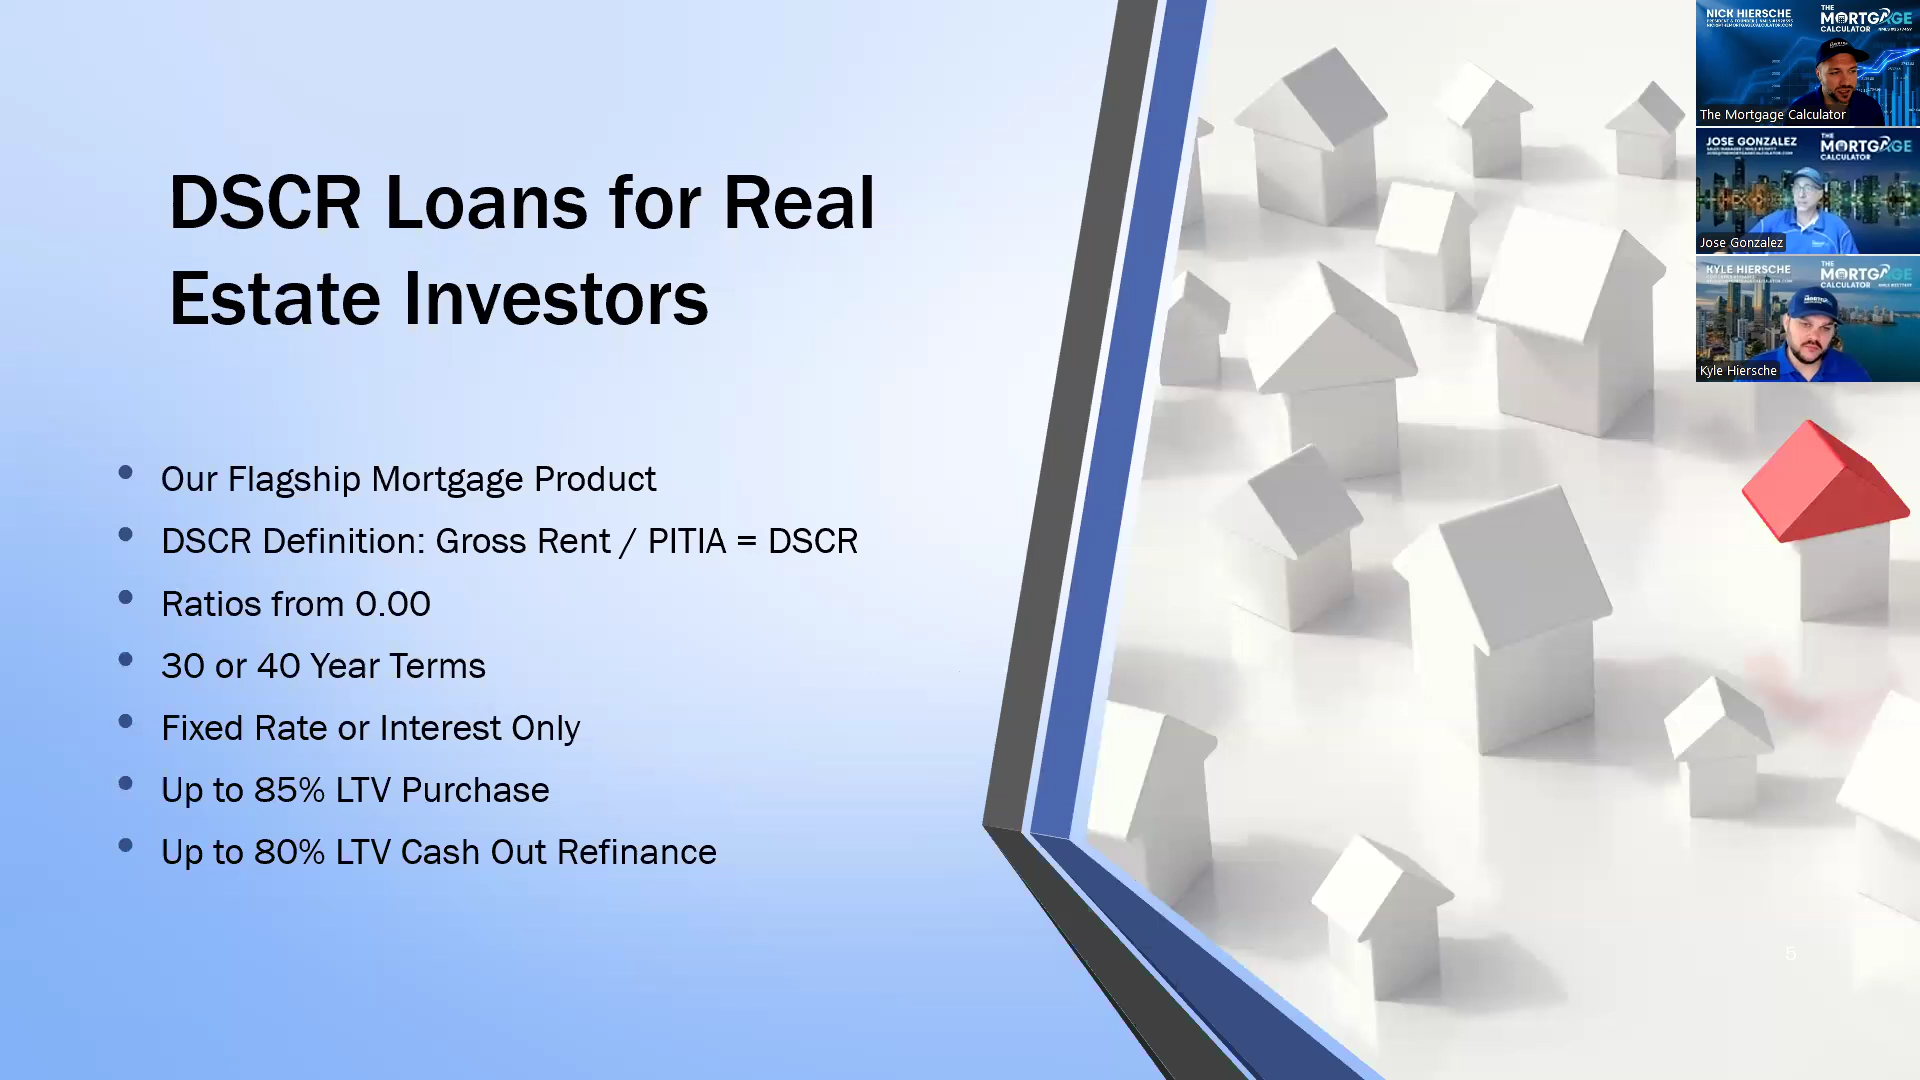 DSCR Loans for Real
Estate Investors
Our Flagship Mortgage Product
DSCR Definition: Gross Rent / PITIA = DSCR
Ratios from 0.00
30 or 40 Year Terms
Fixed Rate or Interest Only
Up to 85% LTV Purchase
Up to 80% LTV Cash Out Refinance
5
NICK HIERSCHE
THE
MORTGAGE
CALCULATOR
The Mortgage Calculator
JOSE GONZALEZ
THE
MORTGAGE
CALCULATOR
Jose Gonzalez
KYLE HIERSCHE
THE
MORTGAGE
CALCULATOR
Kyle Hiersche